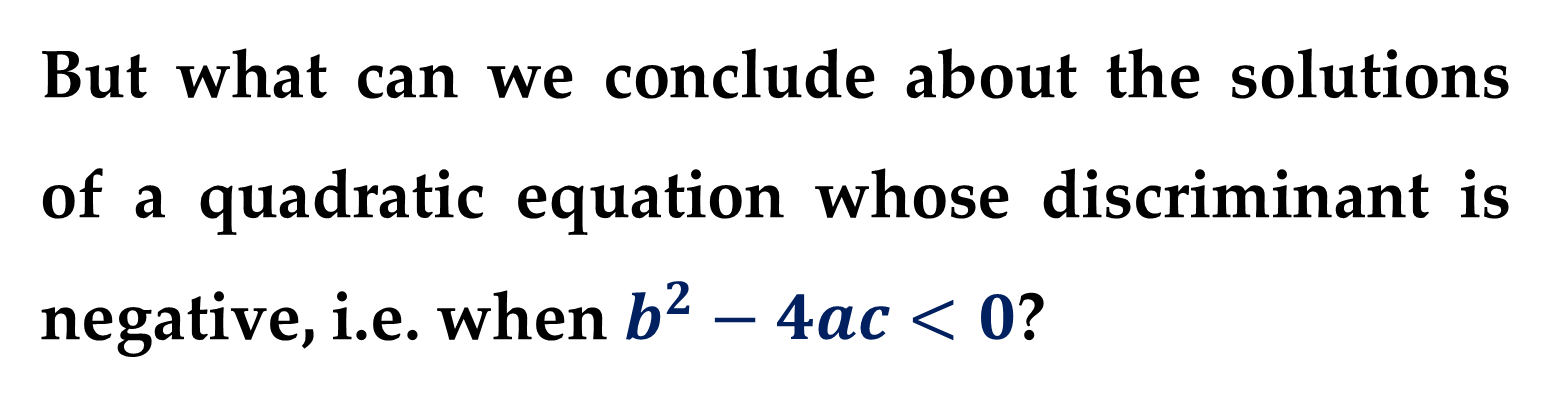 But what can we conclude about the solutions
of a quadratic equation whose discriminant is
negative, i.e. when b² − 4ac < 0?